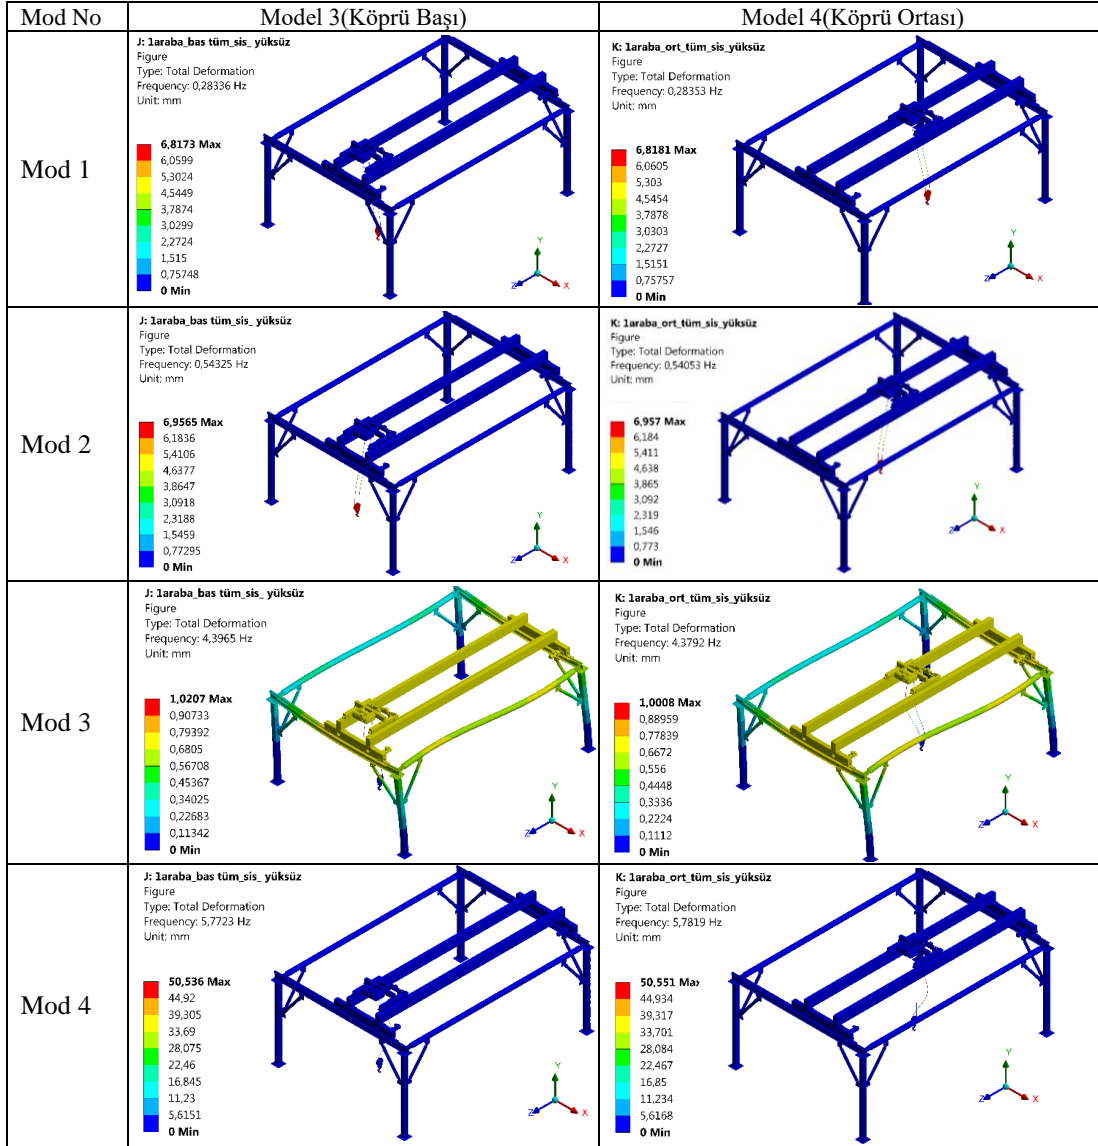 Mod No
Model 3(Köprü Başı)
Model 4(Köprü Ortası)
Mod 1
J: 1araba_bas tüm_sis_ yüksüz
Figure
Type: Total Deformation
Frequency: 0,28336 Hz
Unit: mm
6,8173 Max
6,0599
5,3024
4,5449
3,7874
3,0299
2,2724
1,515
0,75748
0 Min
Y
Z
X
K: 1araba_ort_tüm_sis_yüksüz
Figure
Type: Total Deformation
Frequency: 0,28353 Hz
Unit: mm
6,8181 Max
6,0605
5,303
4,5454
3,7878
3,0303
2,2727
1,5151
0,75757
0 Min
Y
Z
X
Mod 2
J: 1araba_bas tüm_sis_ yüksüz
Figure
Type: Total Deformation
Frequency: 0,54325 Hz
Unit: mm
6,9565 Max
6,1836
5,4106
4,6377
3,8647
3,0918
2,3188
1,5459
0,77295
0 Min
Y
Z
X
K: 1araba_ort_tüm_sis_yüksüz
Figure
Type: Total Deformation
Frequency: 0,54053 Hz
Unit: mm
6,957 Max
6,184
5,411
4,638
3,865
3,092
2,319
1,546
0,773
0 Min
Y
Z
X
Mod 3
J: 1araba_bas tüm_sis_ yüksüz
Figure
Type: Total Deformation
Frequency: 4,3965 Hz
Unit: mm
1,0207 Max
0,90733
0,79392
0,6805
0,56708
0,45367
0,34025
0,22683
0,11342
0 Min
Y
Z
X
K: 1araba_ort_tüm_sis_yüksüz
Figure
Type: Total Deformation
Frequency: 4,3792 Hz
Unit: mm
1,0008 Max
0,88959
0,77839
0,6672
0,556
0,4448
0,3336
0,2224
0,1112
0 Min
Y
Z
X
Mod 4
J: 1araba_bas tüm_sis_ yüksüz
Figure
Type: Total Deformation
Frequency: 5,7723 Hz
Unit: mm
50,536 Max
44,92
39,305
33,69
28,075
22,46
16,845
11,23
5,6151
0 Min
Y
Z
X
K: 1araba_ort_tüm_sis_yüksüz
Figure
Type: Total Deformation
Frequency: 5,7819 Hz
Unit: mm
50,551 Max
44,934
39,317
33,701
28,084
22,467
16,85
11,234
5,6168
0 Min
Y
Z
X